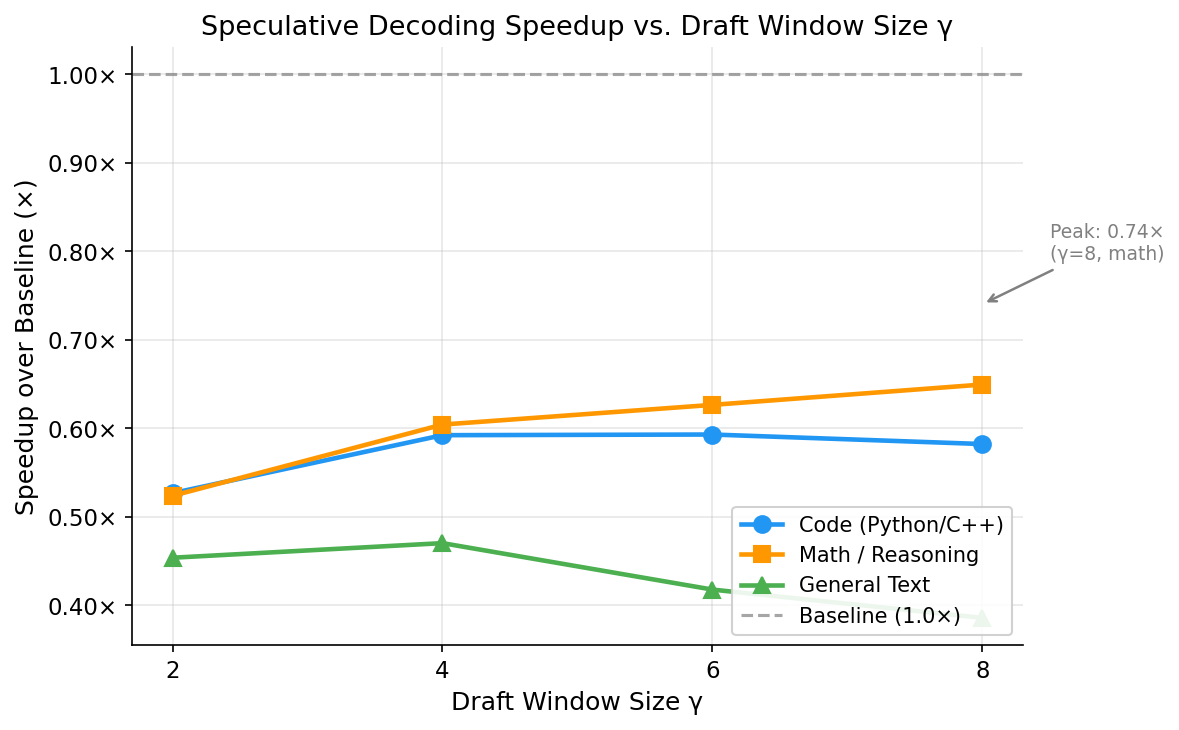 Speculative Decoding Speedup vs. Draft Window Size γ
Speedup over Baseline (×)
1.00×
0.90×
0.80×
0.70×
0.60×
0.50×
0.40×
Peak: 0.74×
(γ=8, math)
Code (Python/C++)
Math / Reasoning
General Text
Baseline (1.0×)
2 4 6 8
Draft Window Size γ